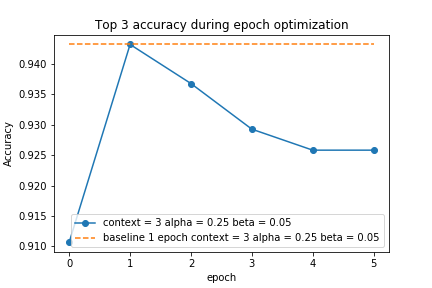 Top 3 accuracy during epoch optimization
Accuracy
0.940
0.935
0.930
0.925
0.920
0.915
0.910
context = 3 alpha = 0.25 beta = 0.05
baseline 1 epoch context = 3 alpha = 0.25 beta = 0.05
0 1 2 3 4 5
epoch